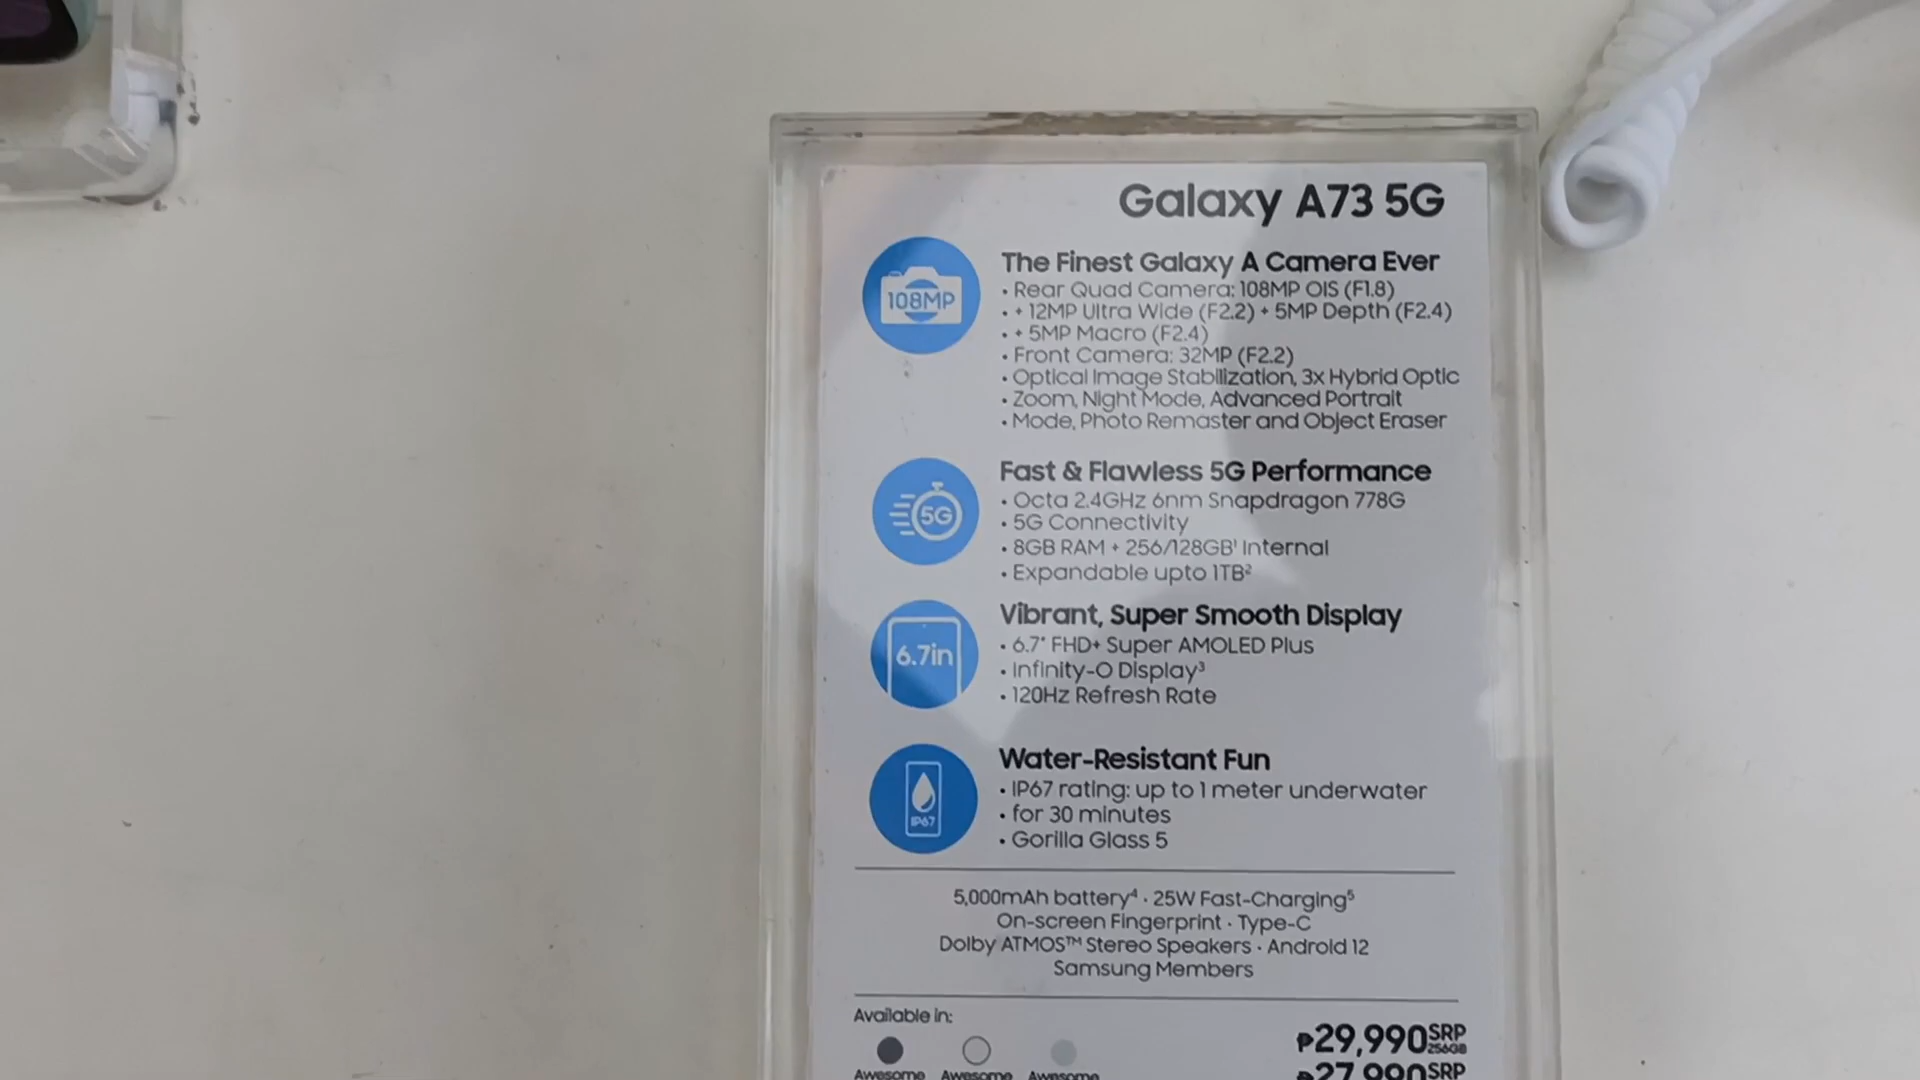 Galaxy A73 5G
108MP
The Finest Galaxy A Camera Ever
• Rear Quad Camera: 108MP OIS (F1.8)
• + 12MP Ultra Wide (F2.2) + 5MP Depth (F2.4)
• + 5MP Macro (F2.4)
• Front Camera: 32MP (F2.2)
• Optical Image Stabilization, 3x Hybrid Optic
• Zoom, Night Mode, Advanced Portrait
• Mode, Photo Remaster and Object Eraser
5G
Fast & Flawless 5G Performance
• Octa 2.4GHz 6nm Snapdragon 778G
• 5G Connectivity
• 8GB RAM + 256/128GB¹ Internal
• Expandable upto 1TB²
6.7in
Vibrant, Super Smooth Display
• 6.7" FHD+ Super AMOLED Plus
• Infinity-O Display³
• 120Hz Refresh Rate
IP67
Water-Resistant Fun
• IP67 rating: up to 1 meter underwater
• for 30 minutes
• Gorilla Glass 5
5,000mAh battery⁴ · 25W Fast-Charging⁵
On-screen Fingerprint · Type-C
Dolby ATMOS™ Stereo Speakers · Android 12
Samsung Members
Available in:
Awesome Awesome Awesome
₱29,990 SRP 256GB
₱27,990 SRP